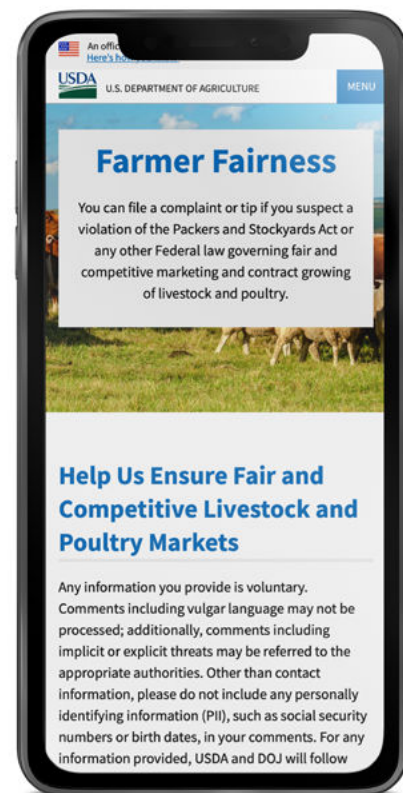 An offic
Here's how
USDA
U.S. DEPARTMENT OF AGRICULTURE
MENU
Farmer Fairness
You can file a complaint or tip if you suspect a
violation of the Packers and Stockyards Act or
any other Federal law governing fair and
competitive marketing and contract growing
of livestock and poultry.
Help Us Ensure Fair and
Competitive Livestock and
Poultry Markets
Any information you provide is voluntary.
Comments including vulgar language may not be
processed; additionally, comments including
implicit or explicit threats may be referred to the
appropriate authorities. Other than contact
information, please do not include any personally
identifying information (PII), such as social security
numbers or birth dates, in your comments. For any
information provided, USDA and DOJ will follow